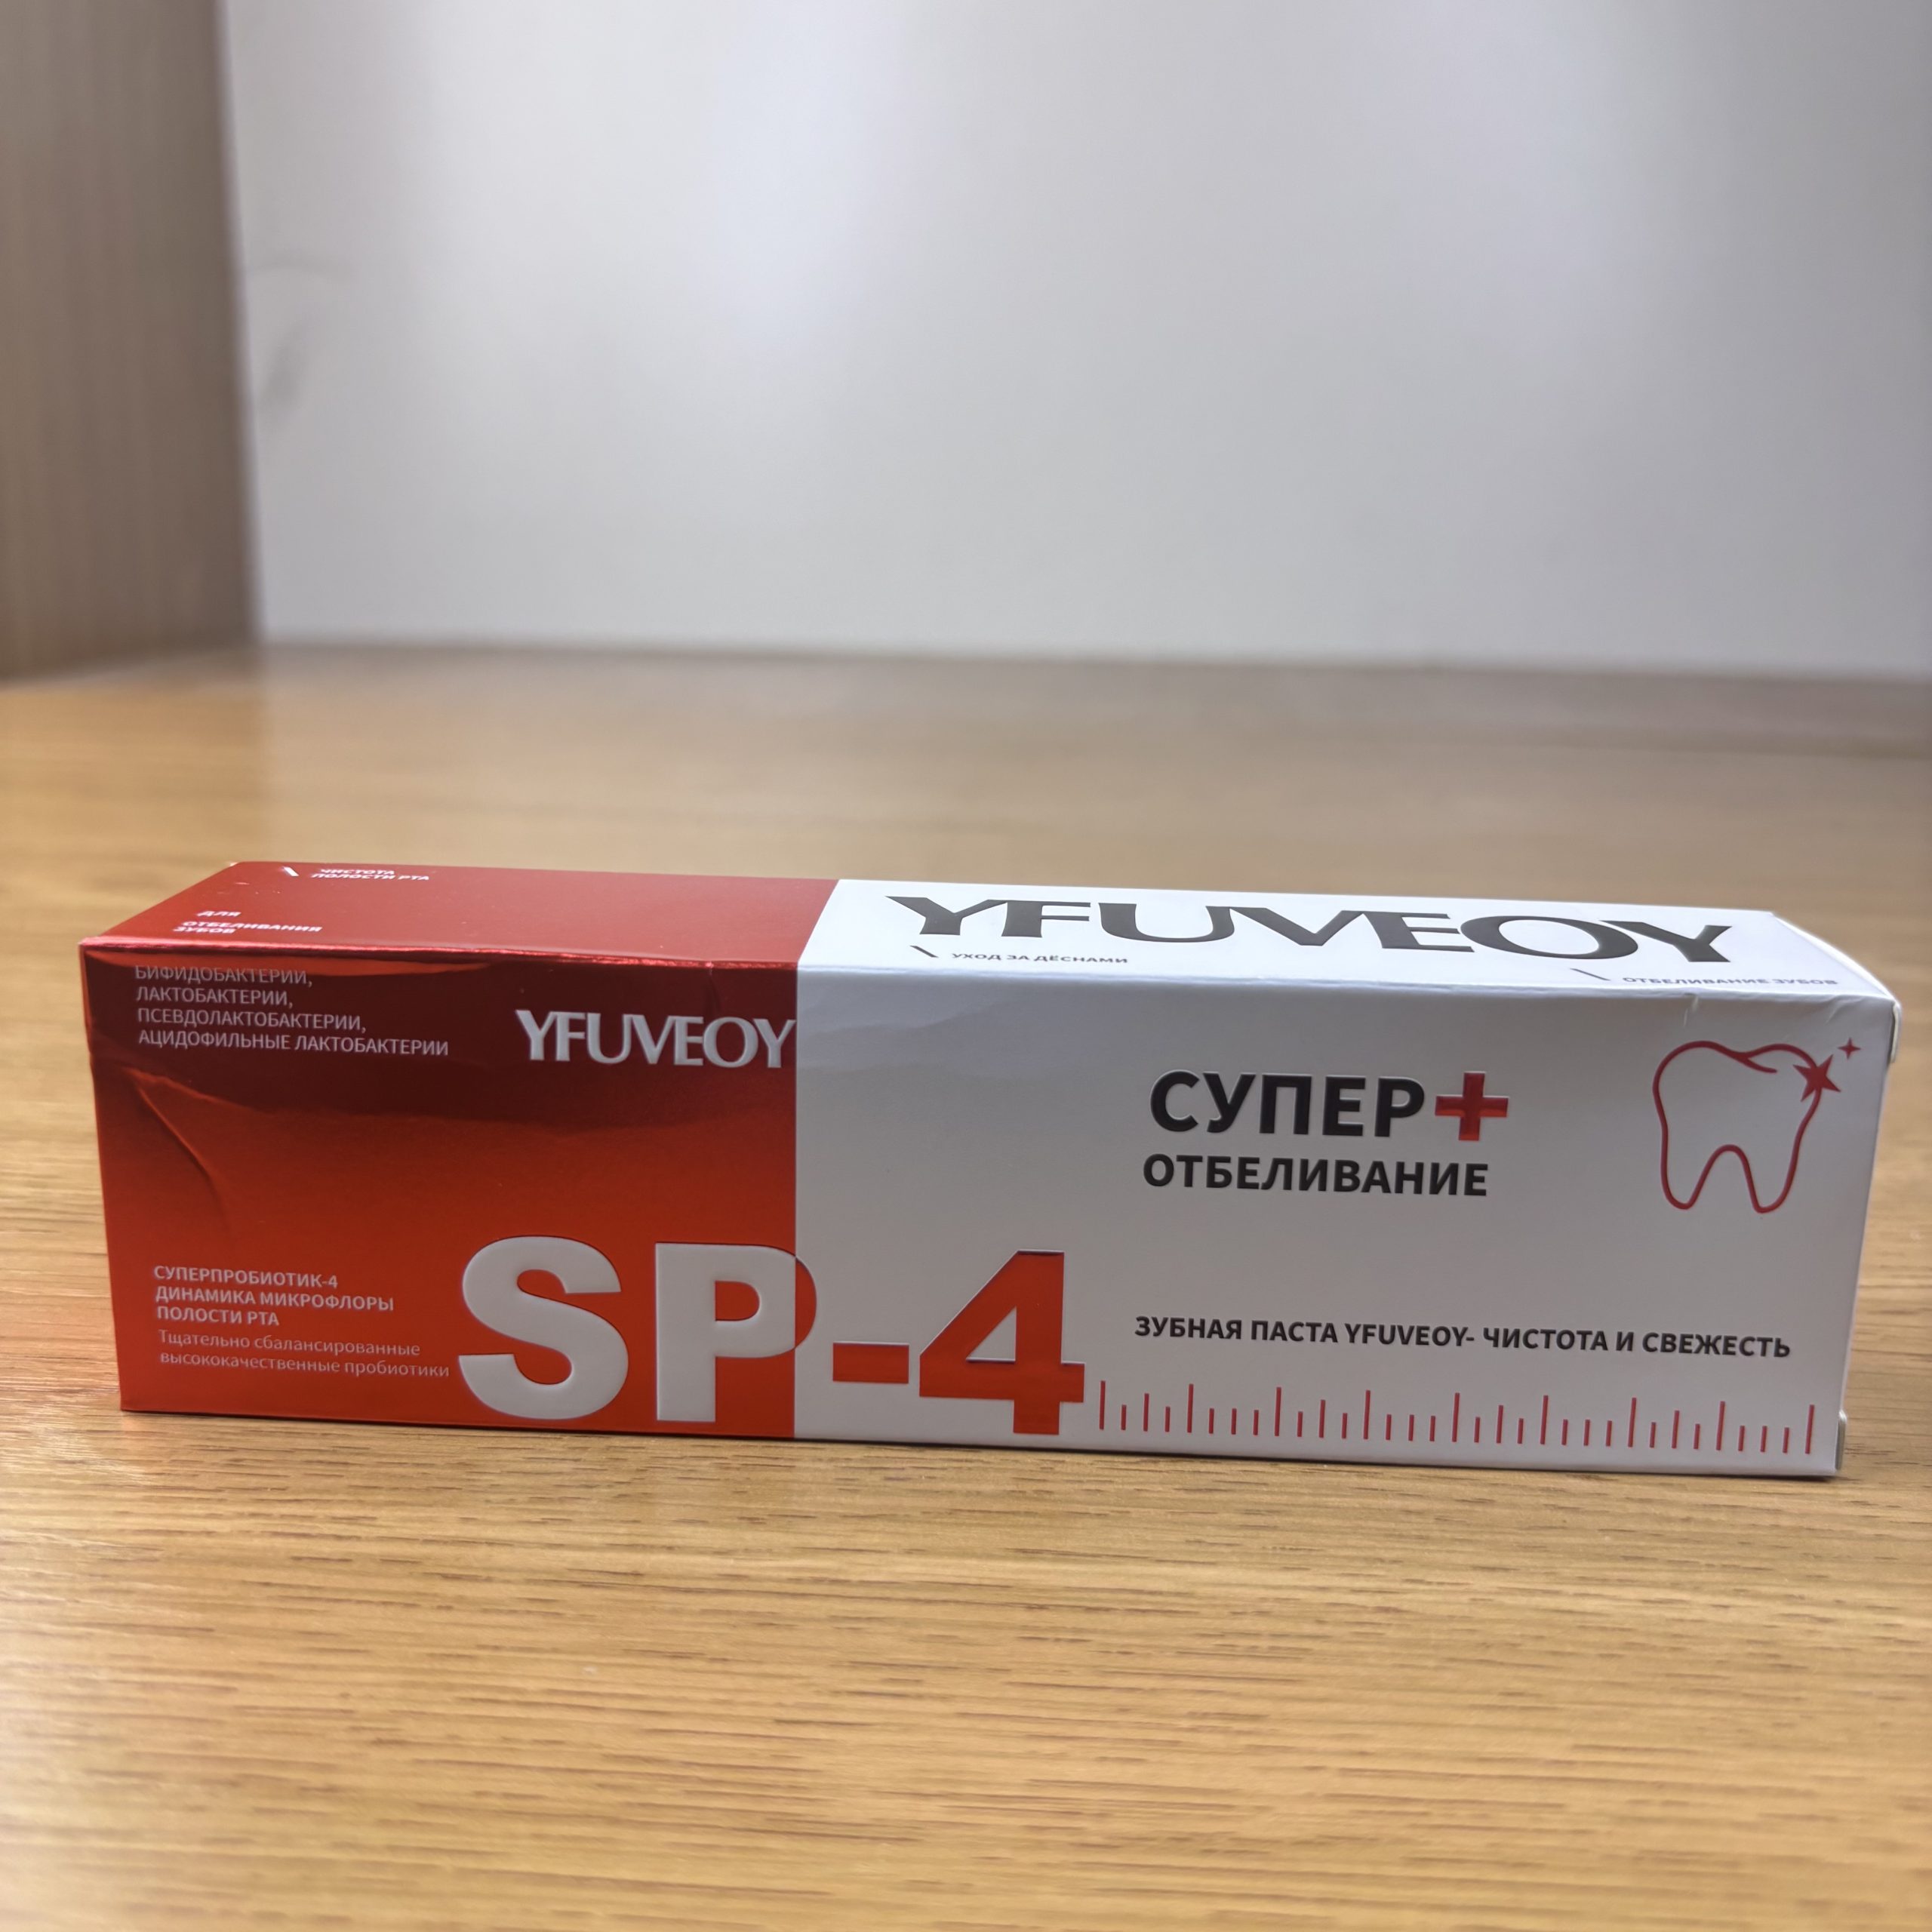 ЧИСТОТА
ПОЛОСТИ РТА
ДЛЯ
ОТБЕЛИВАНИЯ
ЗУБОВ
YFUVEOY
УХОД ЗА ДЁСНАМИ
ОТБЕЛИВАНИЕ ЗУБОВ
БИФИДОБАКТЕРИИ,
ЛАКТОБАКТЕРИИ,
ПСЕВДОЛАКТОБАКТЕРИИ,
АЦИДОФИЛЬНЫЕ ЛАКТОБАКТЕРИИ
YFUVEOY
СУПЕР+
ОТБЕЛИВАНИЕ
СУПЕРПРОБИОТИК-4
ДИНАМИКА МИКРОФЛОРЫ
ПОЛОСТИ РТА
Тщательно сбалансированные
высококачественные пробиотики
SP-4
ЗУБНАЯ ПАСТА YFUVEOY- ЧИСТОТА И СВЕЖЕСТЬ